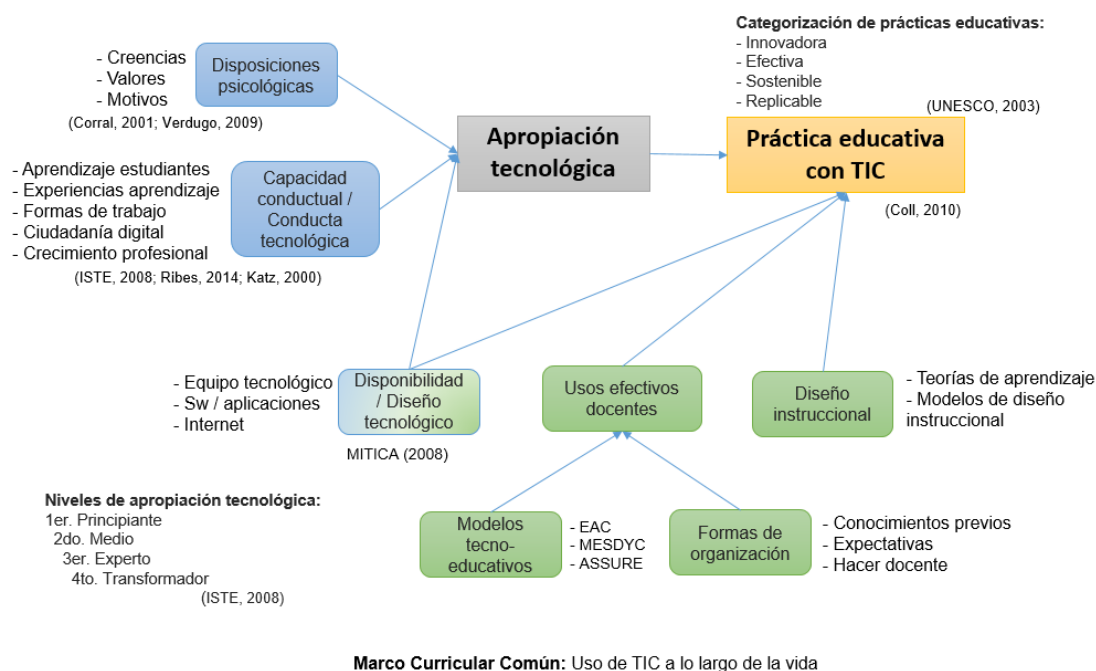 Categorización de prácticas educativas:
- Innovadora
- Efectiva
- Sostenible
- Replicable
(UNESCO, 2003)
- Creencias
- Valores
- Motivos
(Corral, 2001; Verdugo, 2009)
Disposiciones
psicológicas
Apropiación
tecnológica
Práctica educativa
con TIC
(Coll, 2010)
- Aprendizaje estudiantes
- Experiencias aprendizaje
- Formas de trabajo
- Ciudadanía digital
- Crecimiento profesional
(ISTE, 2008; Ribes, 2014; Katz, 2000)
Capacidad
conductual /
Conducta
tecnológica
- Equipo tecnológico
- Sw / aplicaciones
- Internet
Disponibilidad
/ Diseño
tecnológico
MITICA (2008)
Usos efectivos
docentes
Diseño
instruccional
- Teorías de aprendizaje
- Modelos de diseño
instruccional
Niveles de apropiación tecnológica:
1er. Principiante
2do. Medio
3er. Experto
4to. Transformador
(ISTE, 2008)
Modelos
tecno-
educativos
- EAC
- MESDYC
- ASSURE
Formas de
organización
- Conocimientos previos
- Expectativas
- Hacer docente
Marco Curricular Común: Uso de TIC a lo largo de la vida